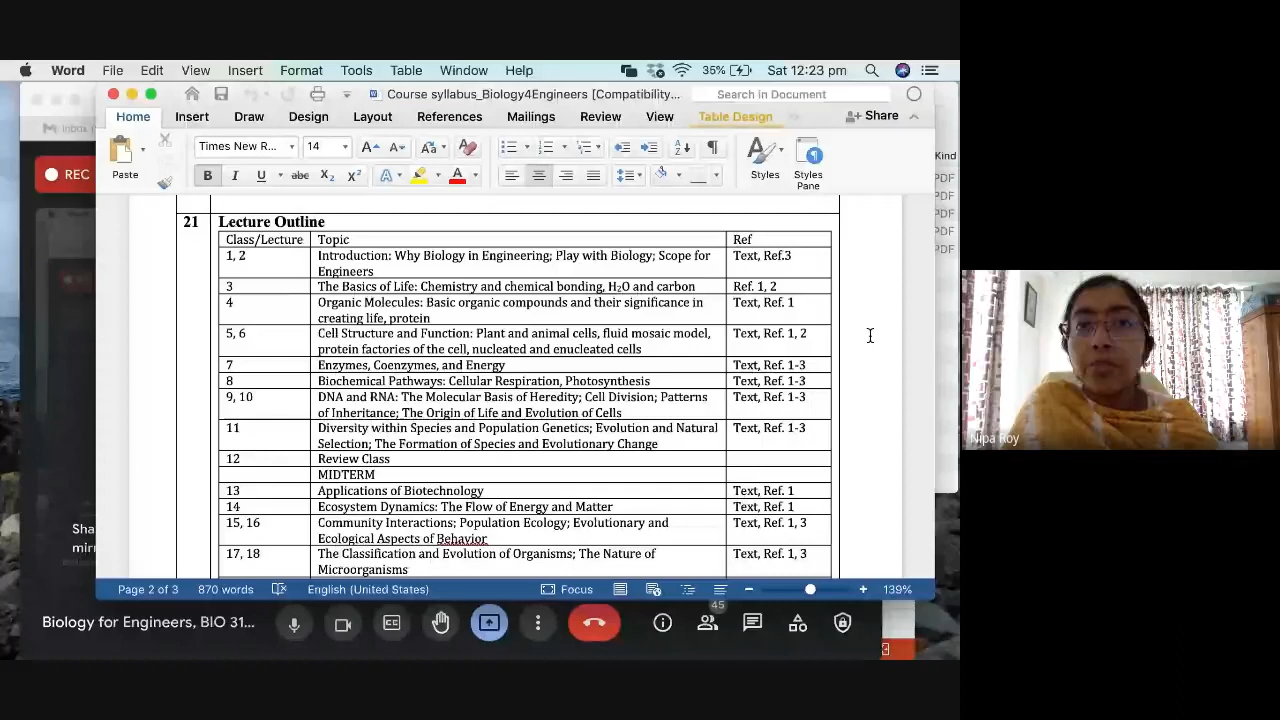 Word File Edit View Insert Format Tools Table Window Help 35% Sat 12:23 pm
Course syllabus_Biology4Engineers [Compatibility... Search in Document
Home Insert Draw Design Layout References Mailings Review View Table Design Share
Inbox
Kind
Paste Times New R... 14 Styles Styles
Pane
REC
PDF
PDF
PDF
PDF
PDF
21 Lecture Outline
Class/Lecture Topic Ref
1, 2 Introduction: Why Biology in Engineering; Play with Biology; Scope for Text, Ref.3
Engineers
3 The Basics of Life: Chemistry and chemical bonding, H₂O and carbon Ref. 1, 2
4 Organic Molecules: Basic organic compounds and their significance in Text, Ref. 1
creating life, protein
5, 6 Cell Structure and Function: Plant and animal cells, fluid mosaic model, Text, Ref. 1, 2
protein factories of the cell, nucleated and enucleated cells
7 Enzymes, Coenzymes, and Energy Text, Ref. 1-3
8 Biochemical Pathways: Cellular Respiration, Photosynthesis Text, Ref. 1-3
9, 10 DNA and RNA: The Molecular Basis of Heredity; Cell Division; Patterns Text, Ref. 1-3
of Inheritance; The Origin of Life and Evolution of Cells
11 Diversity within Species and Population Genetics; Evolution and Natural Text, Ref. 1-3
Selection; The Formation of Species and Evolutionary Change
12 Review Class
MIDTERM
13 Applications of Biotechnology Text, Ref. 1
14 Ecosystem Dynamics: The Flow of Energy and Matter Text, Ref. 1
15, 16 Community Interactions; Population Ecology; Evolutionary and Text, Ref. 1, 3
Ecological Aspects of Behavior
17, 18 The Classification and Evolution of Organisms; The Nature of Text, Ref. 1, 3
Microorganisms
Sha
mirr
Page 2 of 3 870 words English (United States) Focus 139%
45
Biology for Engineers, BIO 31...
Nipa Roy